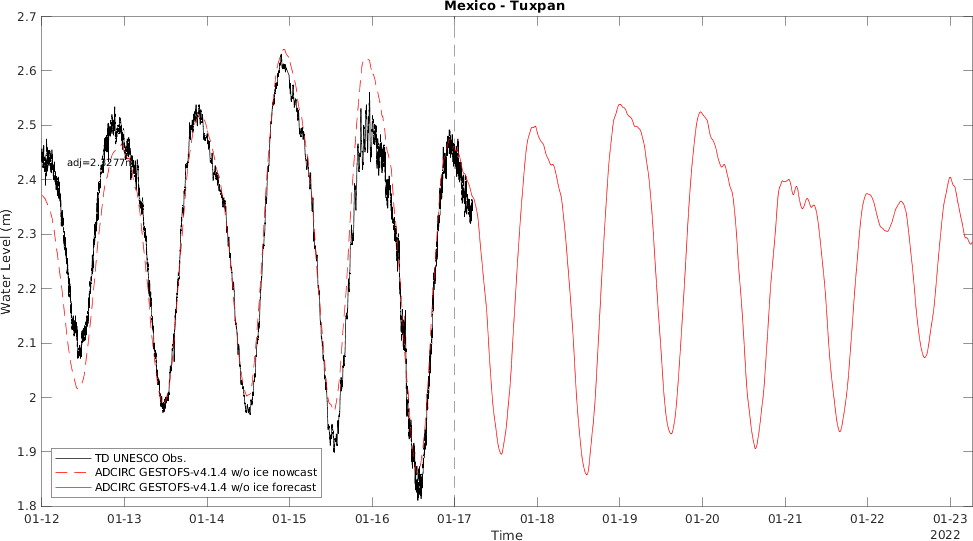 Mexico - Tuxpan
2.7
2.6
2.5
2.4
2.3
2.2
2.1
2
1.9
1.8
Water Level (m)
TD UNESCO Obs.
ADCIRC GESTOFS-v4.1.4 w/o ice nowcast
ADCIRC GESTOFS-v4.1.4 w/o ice forecast
01-12 01-13 01-14 01-15 01-16 01-17 01-18 01-19 01-20 01-21 01-22 01-23
Time
2022